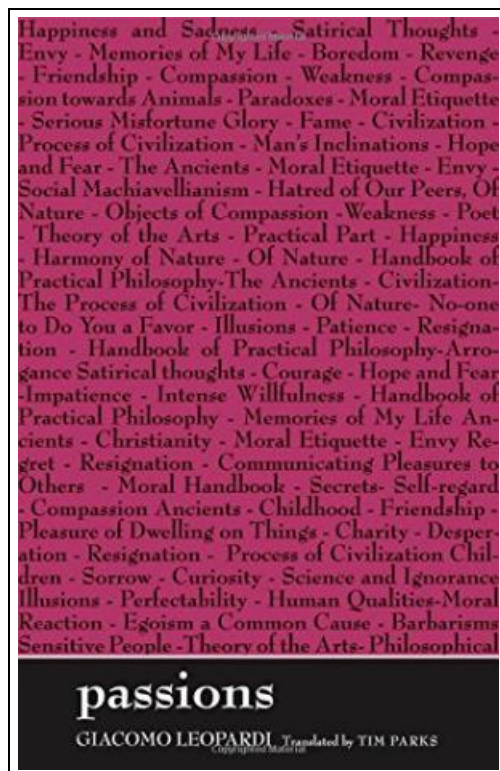 Happiness and Sadness - Satirical Thoughts -
Envy - Memories of My Life - Boredom - Revenge
- Friendship - Compassion - Weakness - Compas-
sion towards Animals - Paradoxes - Moral Etiquette
- Serious Misfortune Glory - Fame - Civilization -
Process of Civilization - Man's Inclinations - Hope
and Fear - The Ancients - Moral Etiquette - Envy -
Social Machiavellianism - Hatred of Our Peers, Of
Nature - Objects of Compassion -Weakness - Poet
- Theory of the Arts - Practical Part - Happiness
- Harmony of Nature - Of Nature - Handbook of
Practical Philosophy-The Ancients - Civilization-
The Process of Civilization - Of Nature- No-one
to Do You a Favor - Illusions - Patience - Resigna-
tion - Handbook of Practical Philosophy-Arro-
gance Satirical thoughts - Courage - Hope and Fear
-Impatience - Intense Willfulness - Handbook of
Practical Philosophy - Memories of My Life An-
cients - Christianity - Moral Etiquette - Envy Re-
gret - Resignation - Communicating Pleasures to
Others - Moral Handbook - Secrets- Self-regard
- Compassion Ancients - Childhood - Friendship -
Pleasure of Dwelling on Things - Charity - Desper-
ation - Resignation - Process of Civilization Chil-
dren - Sorrow - Curiosity - Science and Ignorance
Illusions - Perfectability - Human Qualities-Moral
Reaction - Egoism a Common Cause - Barbarisms
Sensitive People -Theory of the Arts- Philosophical
passions
GIACOMO LEOPARDI Translated by TIM PARKS
Copyrighted Material